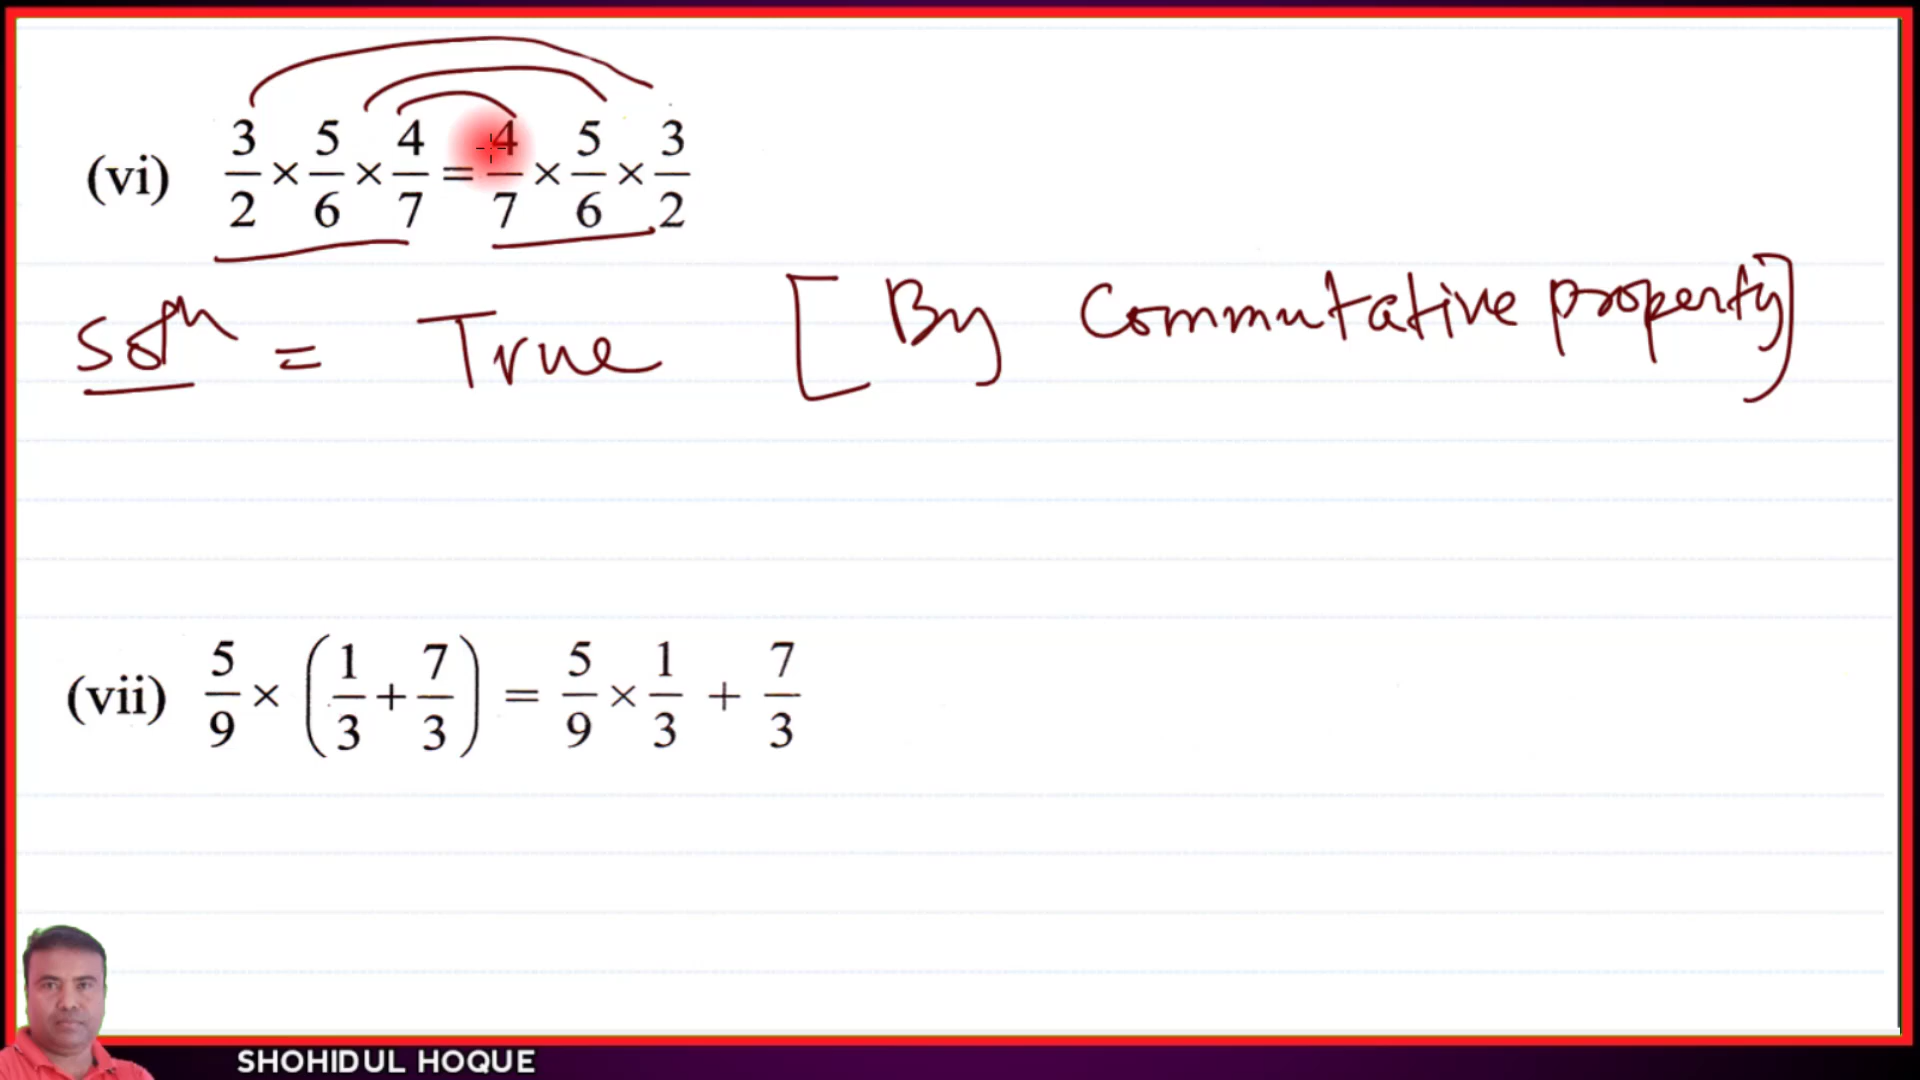 (vi) 3/2 × 5/6 × 4/7 = 4/7 × 5/6 × 3/2
Soln = True [By Commutative property]
(vii) 5/9 × (1/3 + 7/3) = 5/9 × 1/3 + 7/3
SHOHIDUL HOQUE